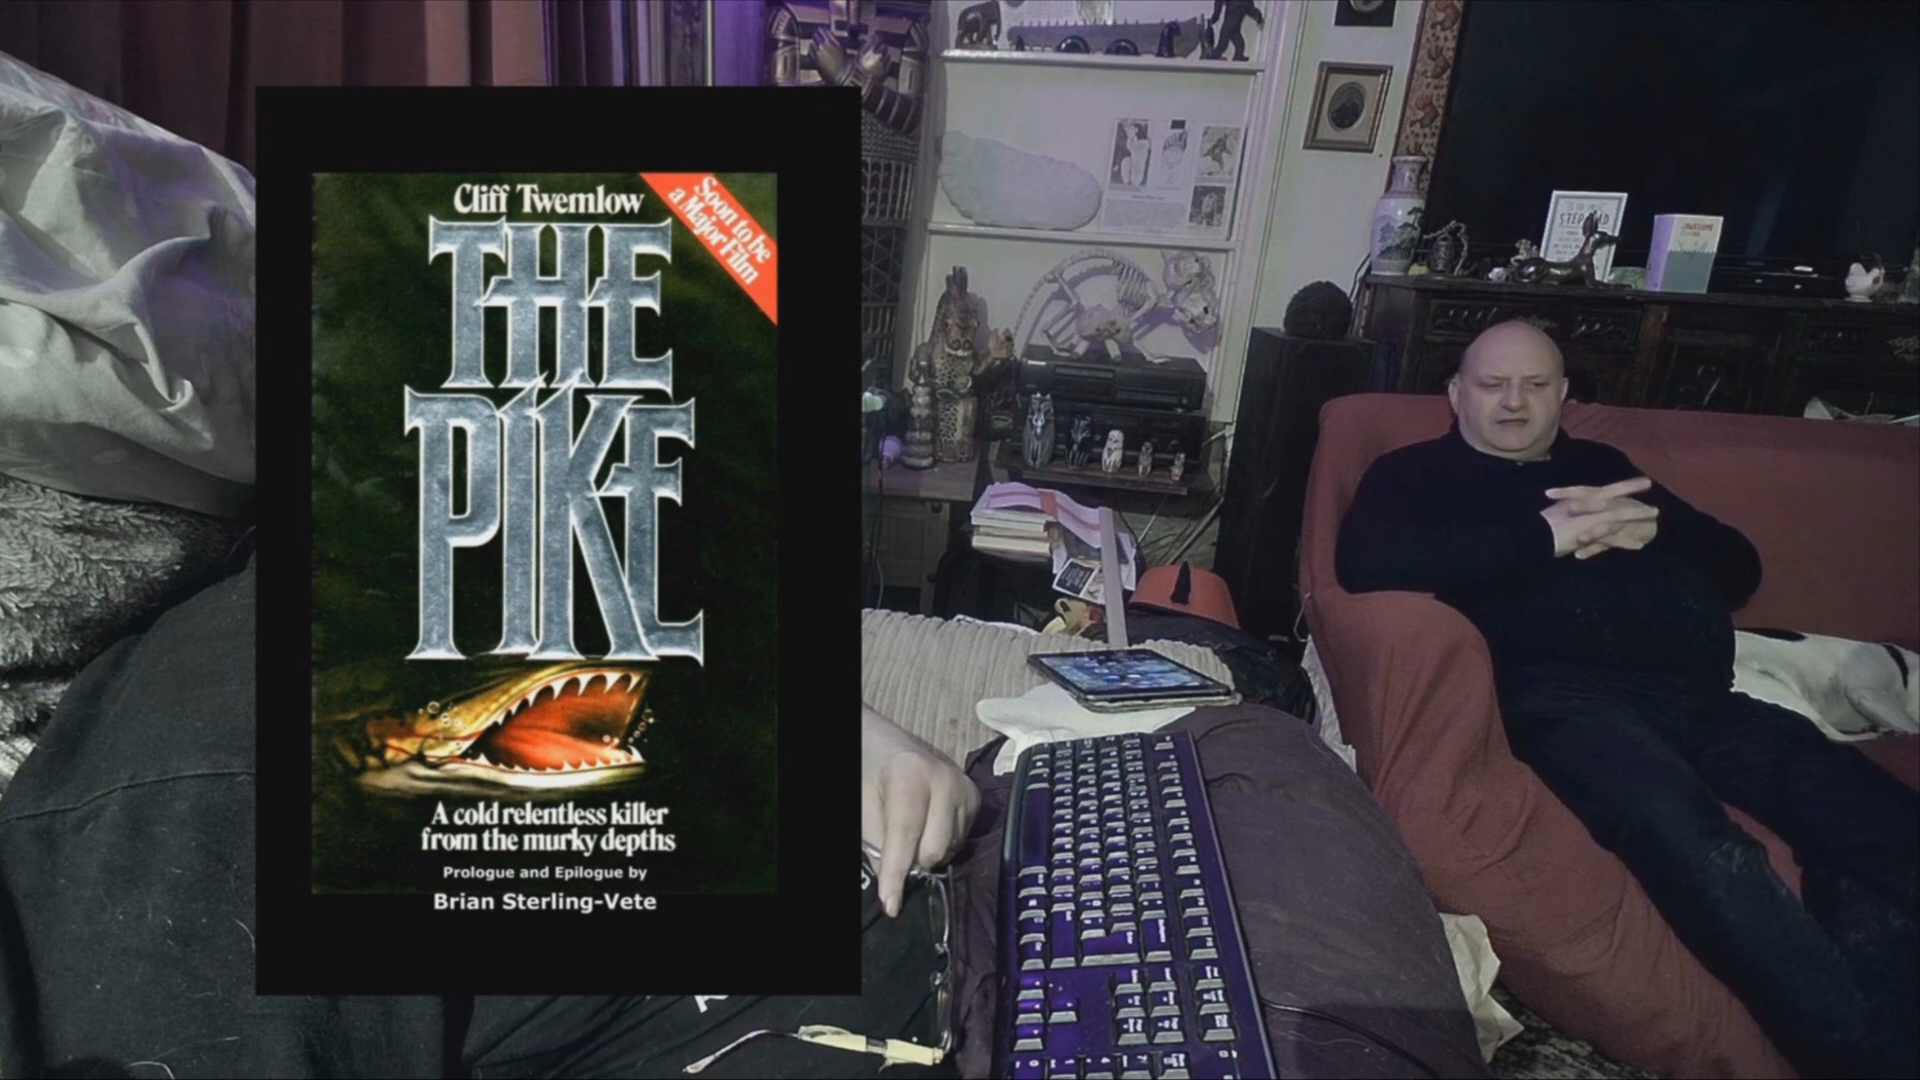 Cliff Twemlow
Soon to be
a Major Film
THE
PIKE
A cold relentless killer
from the murky depths
Prologue and Epilogue by
Brian Sterling-Vete